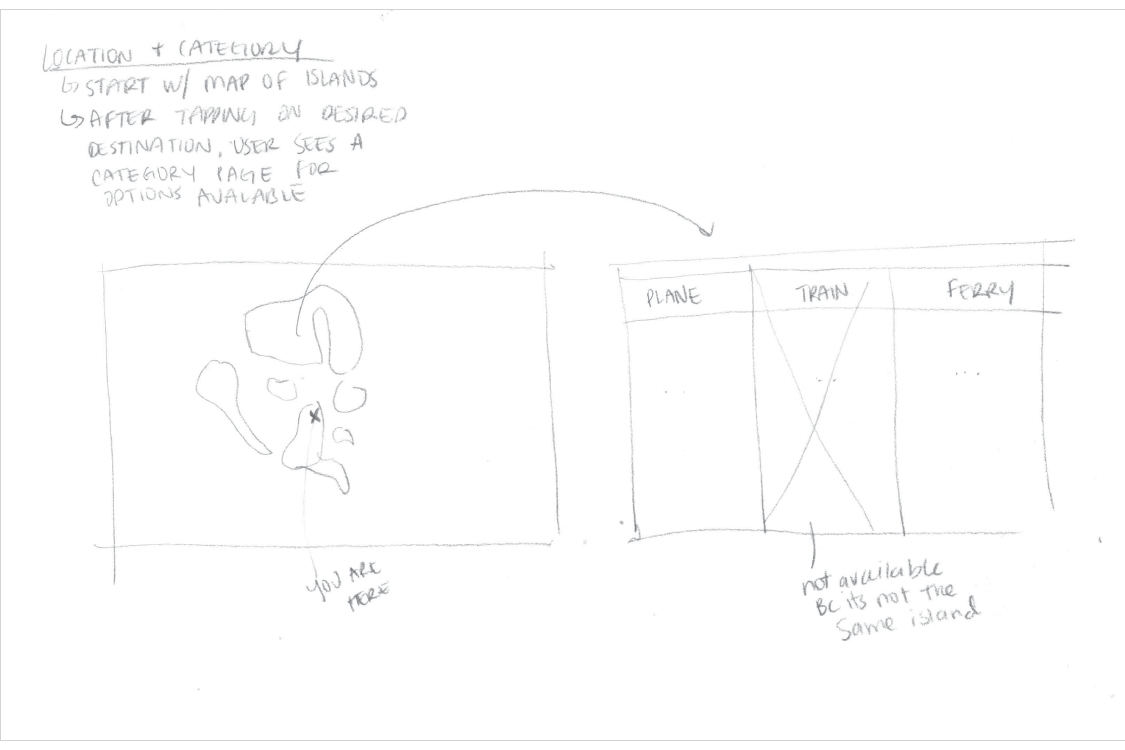 LOCATION + CATEGORY
↳ START W/ MAP OF ISLANDS
↳ AFTER TAPPING ON DESIRED
DESTINATION, USER SEES A
CATEGORY PAGE FOR
OPTIONS AVALABLE
PLANE
TRAIN
FERRY
...
...
...
X
YOU ARE
HERE
not available
BC its not the
Same island